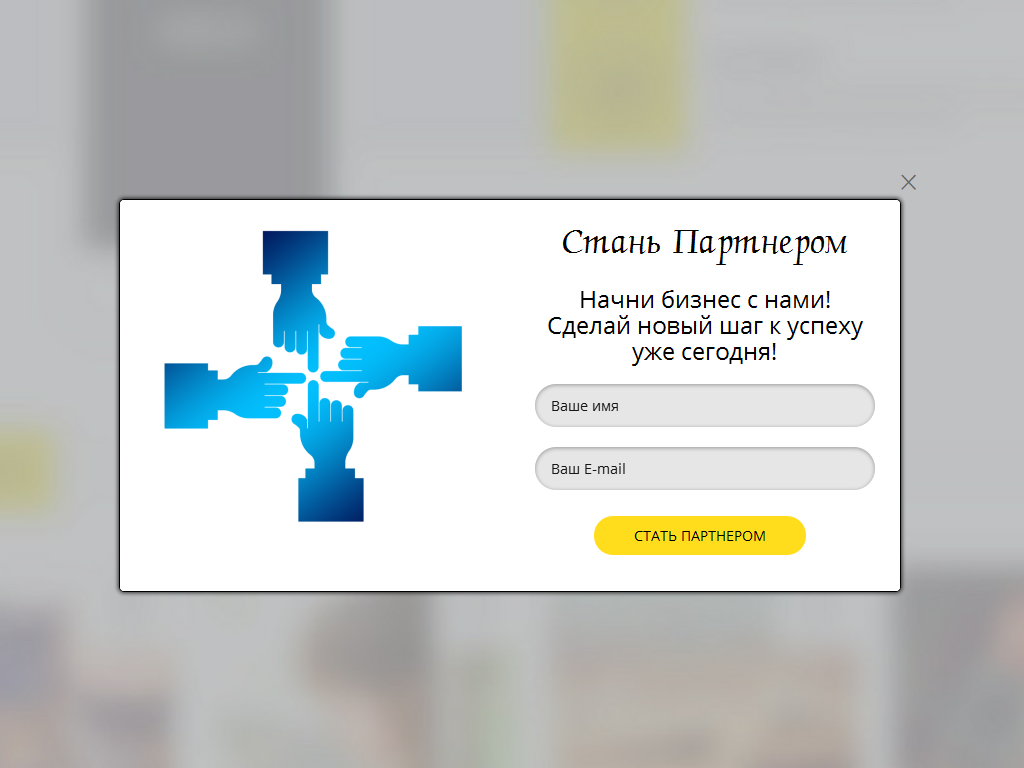 Стань Партнером
Начни бизнес с нами!
Сделай новый шаг к успеху
уже сегодня!
Ваше имя
Ваш E-mail
СТАТЬ ПАРТНЕРОМ